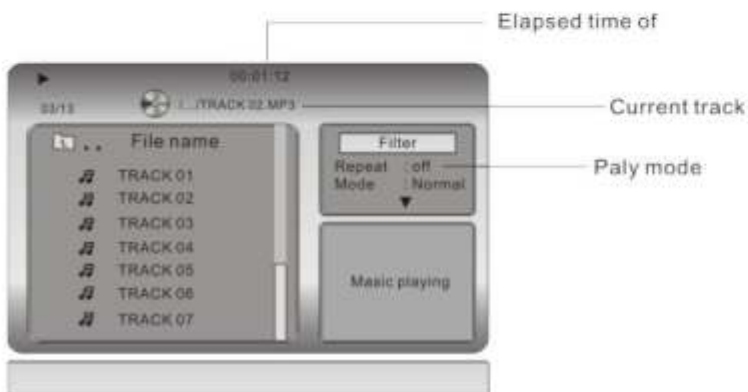 Elapsed time of
00:01:12
03/13
/.../TRACK 02.MP3
Current track
. . File name
Filter
Repeat : off
Paly mode
Mode : Normal
TRACK 01
TRACK 02
TRACK 03
TRACK 04
TRACK 05
TRACK 06
TRACK 07
Masic playing